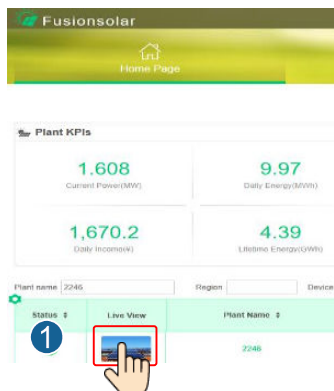 Fusionsolar
Home Page
Plant KPIs
1.608 9.97
Current Power(MW) Daily Energy(MWh)
1,670.2 4.39
Daily Income(¥) Lifetime Energy(GWh)
Plant name 2246 Region Device
Status Live View Plant Name
1 2246